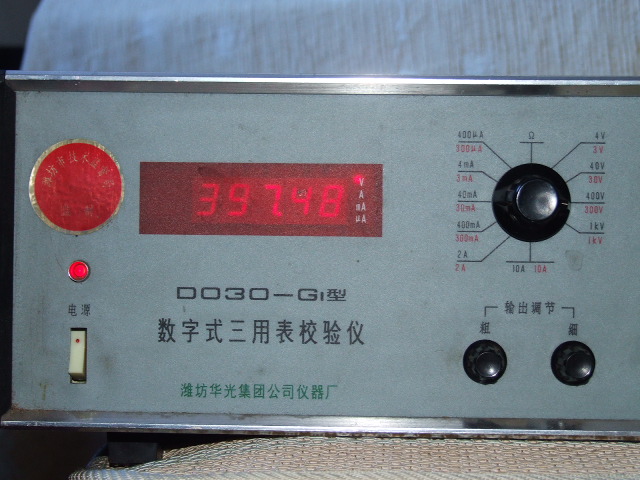 39748
V
A
mA
μA
400μA
300μA
4mA
3mA
40mA
30mA
400mA
300mA
2A
2A
Ω
4V
3V
40V
30V
400V
300V
1kV
1kV
10A 10A
DO30-GI型
数字式三用表校验仪
电源
输出调节
粗 细
潍坊华光集团公司仪器厂